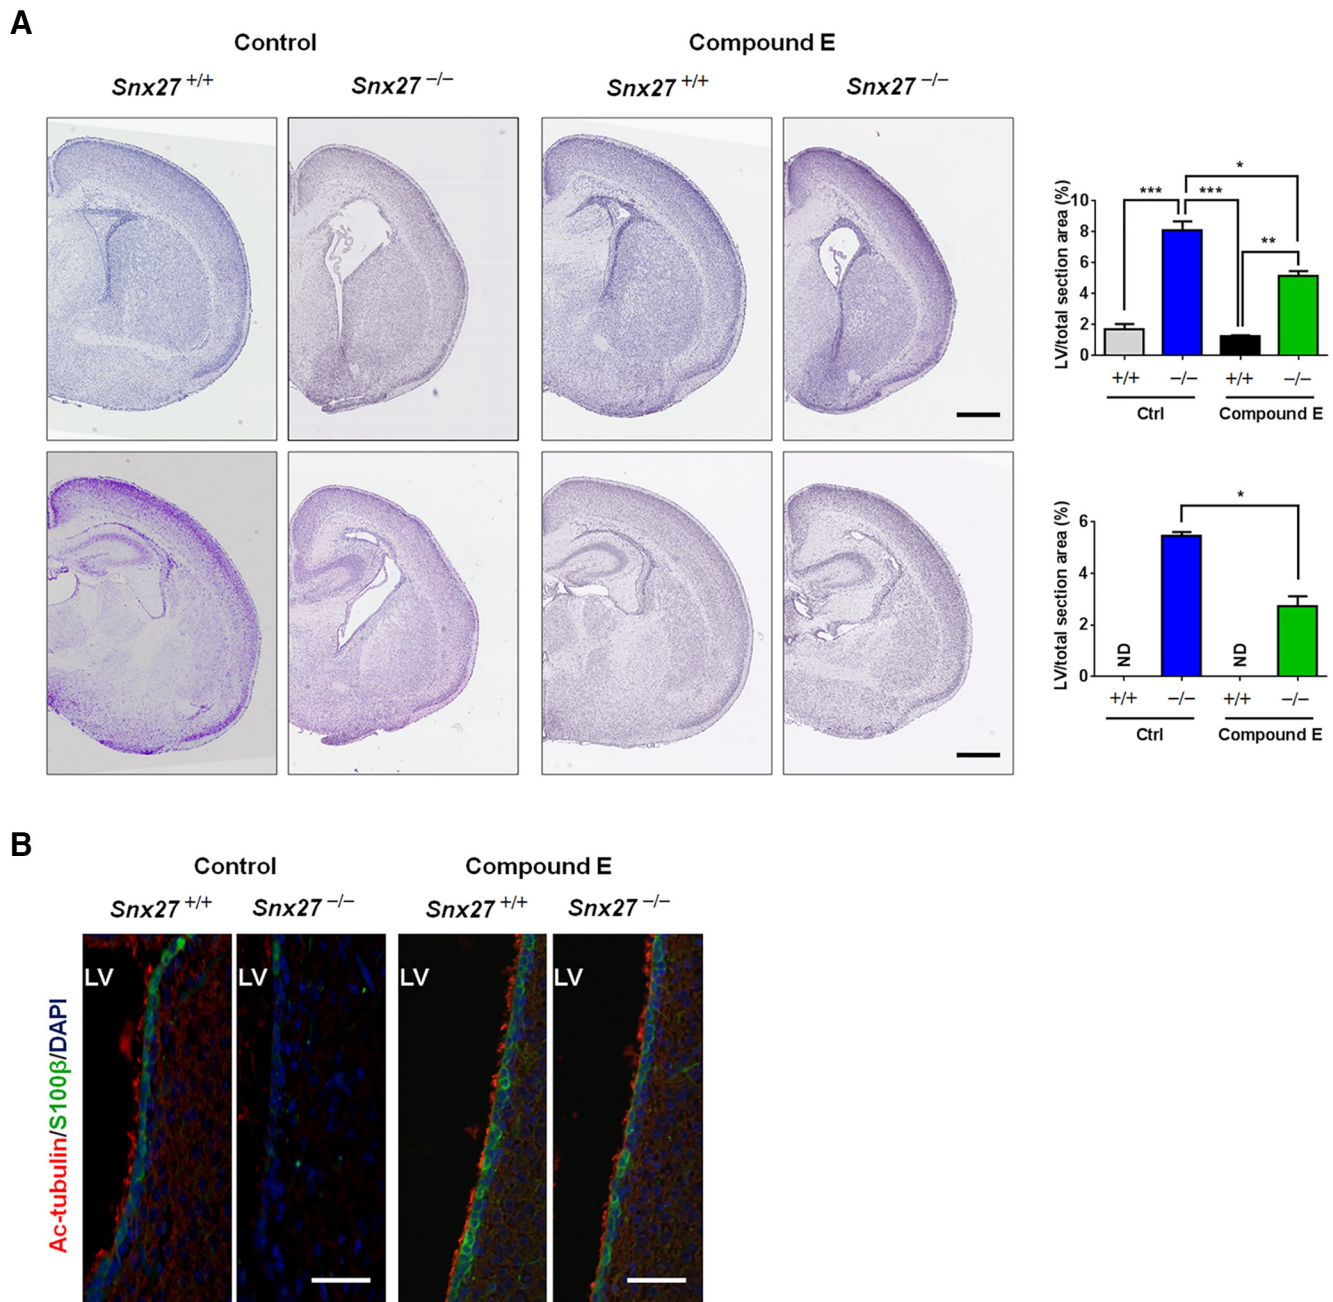 A
Control Compound E
Snx27 +/+ Snx27 –/– Snx27 +/+ Snx27 –/–
LV/total section area (%)
10
8
6
4
2
0
*
*** ***
**
+/+ –/– +/+ –/–
Ctrl Compound E
LV/total section area (%)
6
4
2
0
*
ND ND
+/+ –/– +/+ –/–
Ctrl Compound E
B
Control Compound E
Snx27 +/+ Snx27 –/– Snx27 +/+ Snx27 –/–
Ac-tubulin/S100β/DAPI
LV LV LV LV